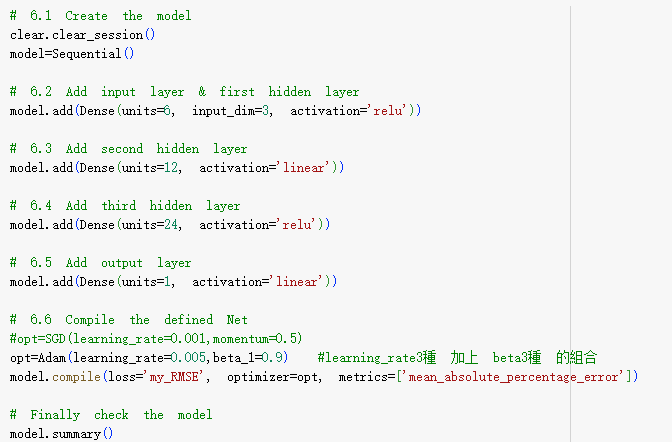 # 6.1 Create the model
clear.clear_session()
model=Sequential()
# 6.2 Add input layer & first hidden layer
model.add(Dense(units=6, input_dim=3, activation='relu'))
# 6.3 Add second hidden layer
model.add(Dense(units=12, activation='linear'))
# 6.4 Add third hidden layer
model.add(Dense(units=24, activation='relu'))
# 6.5 Add output layer
model.add(Dense(units=1, activation='linear'))
# 6.6 Compile the defined Net
#opt=SGD(learning_rate=0.001,momentum=0.5)
opt=Adam(learning_rate=0.005,beta_1=0.9) #learning_rate3種 加上 beta3種 的組合
model.compile(loss='my_RMSE', optimizer=opt, metrics=['mean_absolute_percentage_error'])
# Finally check the model
model.summary()